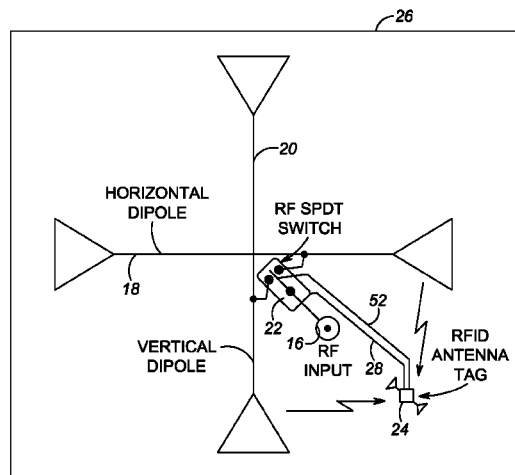 26
20
HORIZONTAL
DIPOLE
RF SPDT
SWITCH
18
52
22
16
RF
INPUT
28
VERTICAL
DIPOLE
RFID
ANTENNA
TAG
24